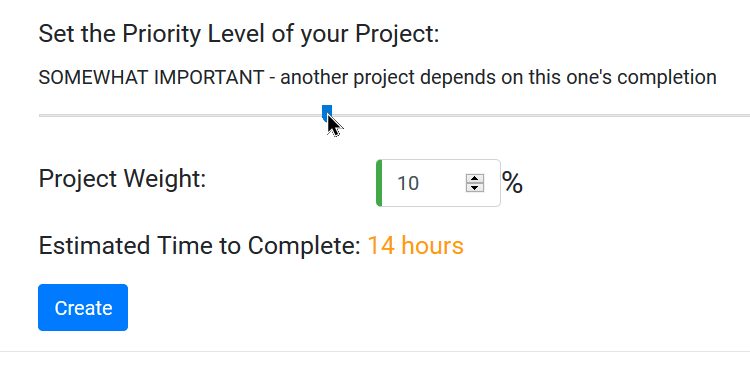 Set the Priority Level of your Project:
SOMEWHAT IMPORTANT - another project depends on this one's completion
Project Weight: 10 %
Estimated Time to Complete: 14 hours
Create